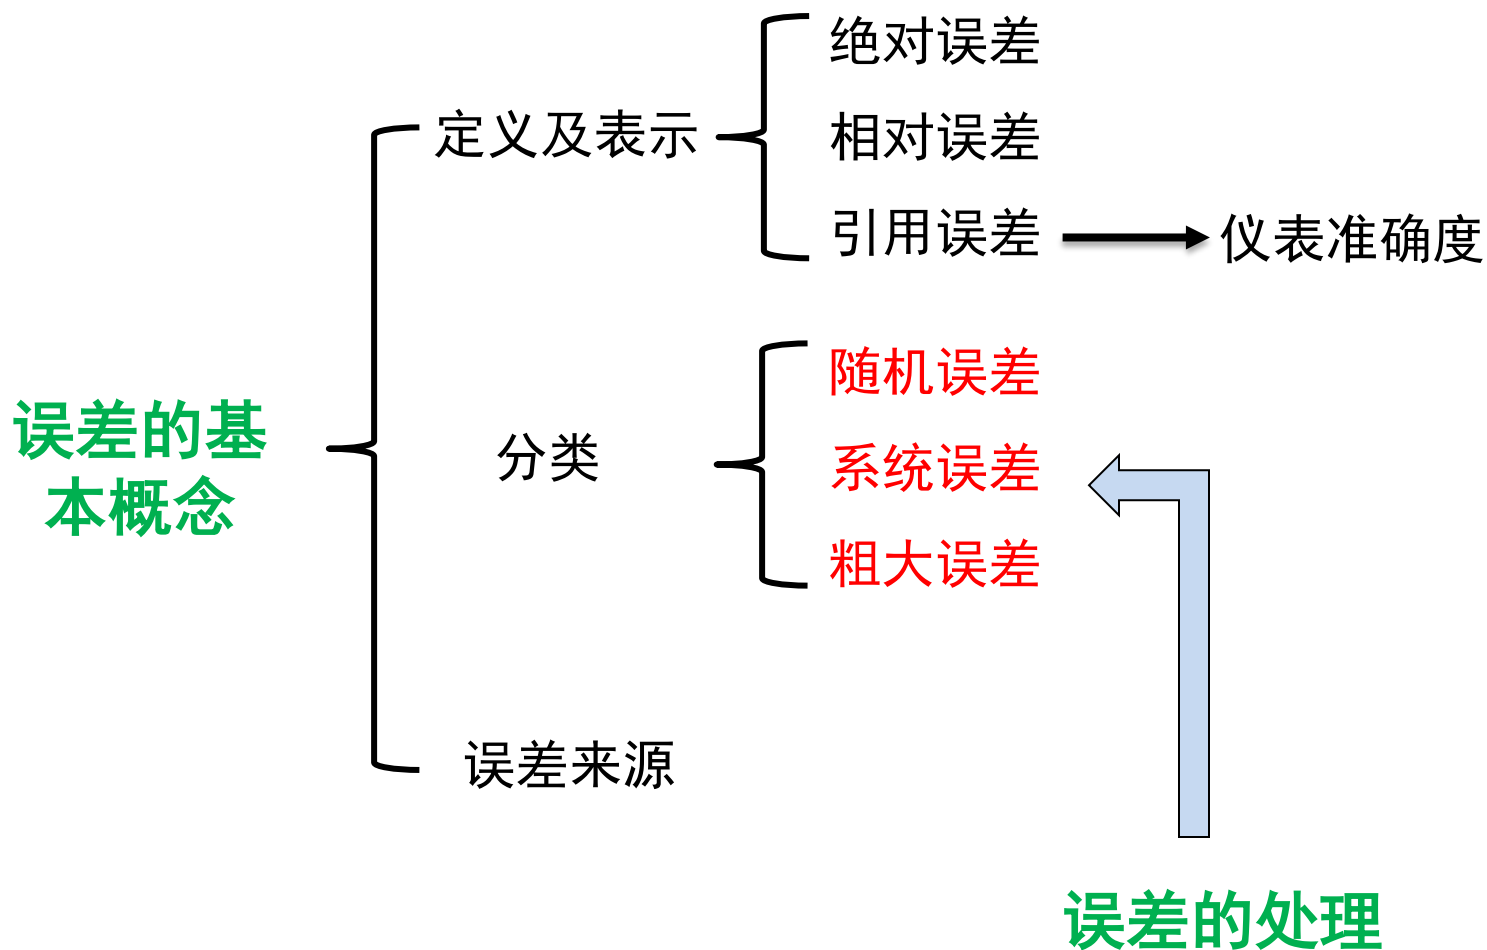 绝对误差
定义及表示
相对误差
引用误差
仪表准确度
随机误差
误差的基
本概念
分类
系统误差
粗大误差
误差来源
误差的处理